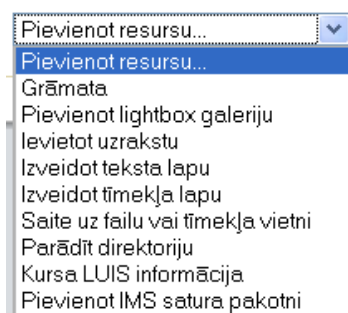 Pievienot resursu...
Pievienot resursu...
Grāmata
Pievienot lightbox galeriju
Ievietot uzrakstu
Izveidot teksta lapu
Izveidot tīmekļa lapu
Saite uz failu vai tīmekļa vietni
Parādīt direktoriju
Kursa LUIS informācija
Pievienot IMS satura pakotni